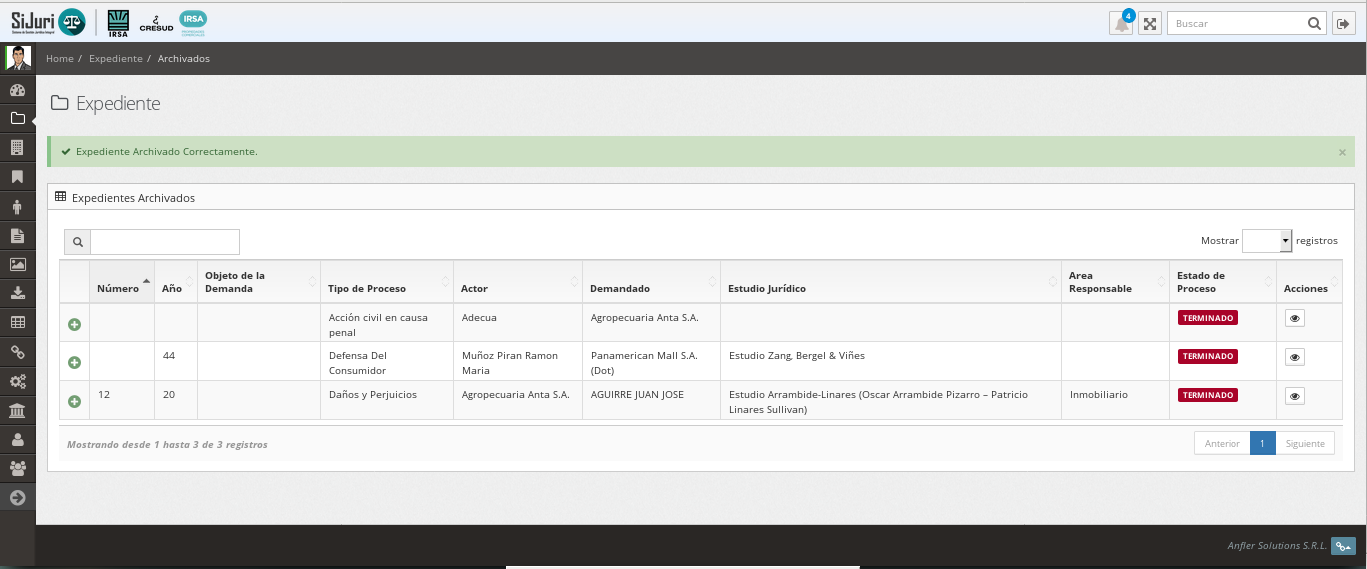 SiJuri
IRSA
CRESUD
IRSA
4
Buscar
Home / Expediente / Archivados
Expediente
Expediente Archivado Correctamente.
×
Expedientes Archivados
Mostrar registros
Número
Año
Objeto de la
Demanda
Tipo de Proceso
Actor
Demandado
Estudio Jurídico
Area
Responsable
Estado de
Proceso
Acciones
Acción civil en causa
penal
Adecua
Agropecuaria Anta S.A.
TERMINADO
44
Defensa Del
Consumidor
Muñoz Piran Ramon
Maria
Panamerican Mall S.A.
(Dot)
Estudio Zang, Bergel & Viñes
TERMINADO
12
20
Daños y Perjuicios
Agropecuaria Anta S.A.
AGUIRRE JUAN JOSE
Estudio Arrambide-Linares (Oscar Arrambide Pizarro – Patricio
Linares Sullivan)
Inmobiliario
TERMINADO
Mostrando desde 1 hasta 3 de 3 registros
Anterior 1 Siguiente
Anfler Solutions S.R.L.